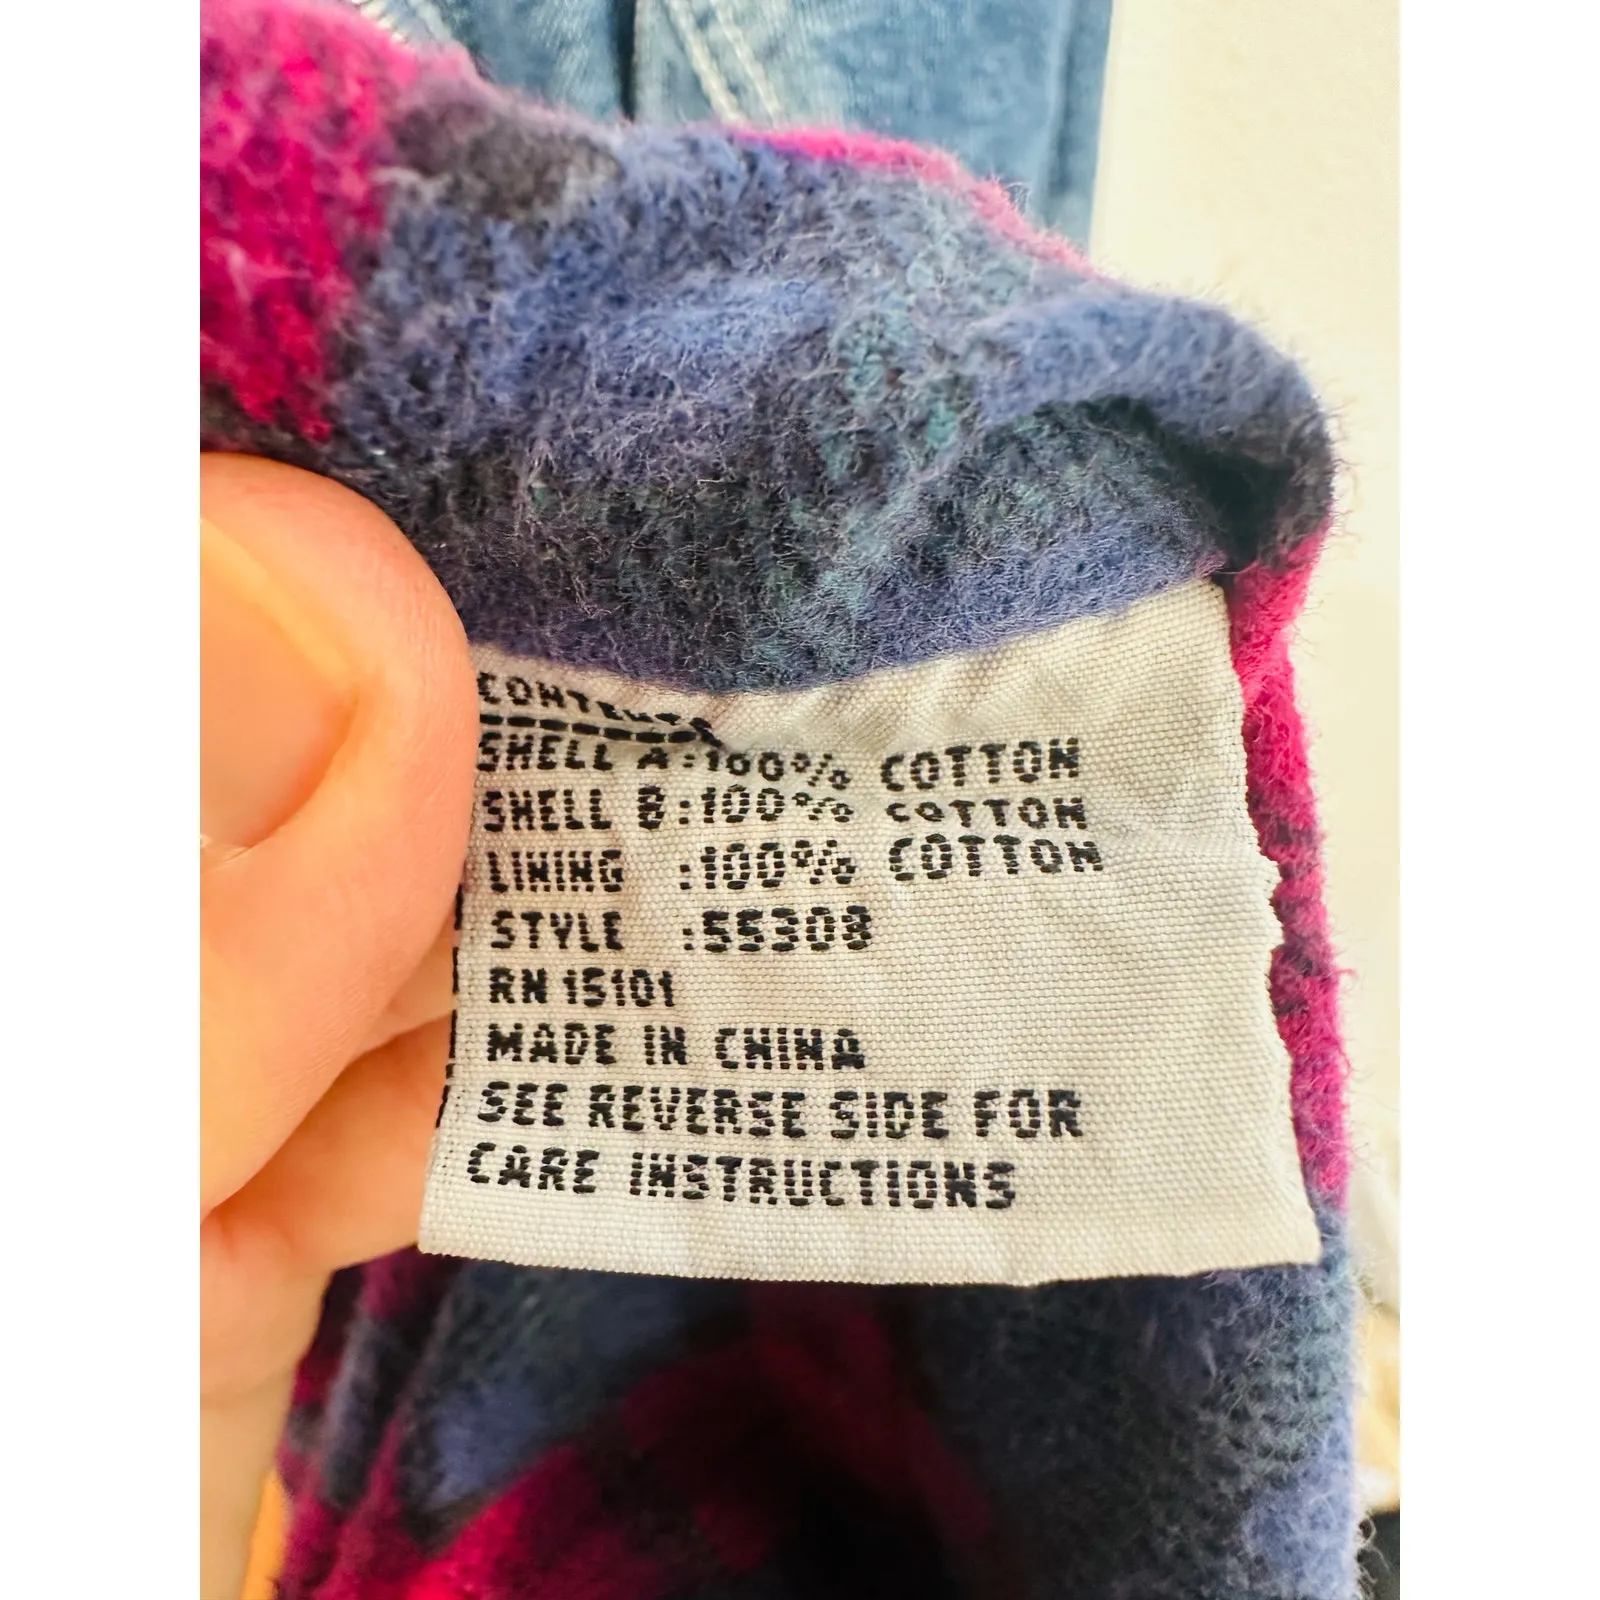 CONTENTS
SHELL A :100% COTTON
SHELL B :100% COTTON
LINING :100% COTTON
STYLE :55308
RN 15101
MADE IN CHINA
SEE REVERSE SIDE FOR
CARE INSTRUCTIONS